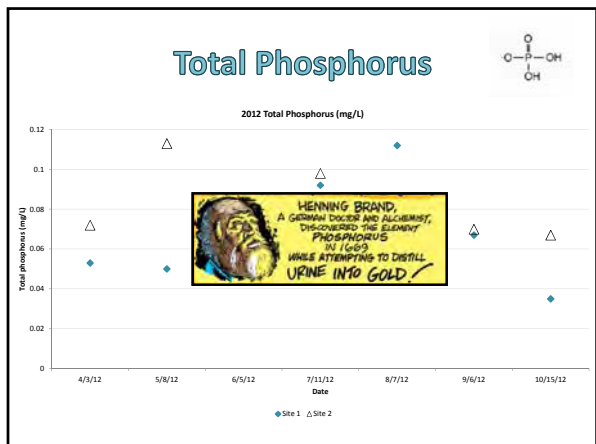 Total Phosphorus
O
O P OH
OH
2012 Total Phosphorus (mg/L)
Total phosphorus (mg/L)
0.12
0.1
0.08
0.06
0.04
0.02
0
HENNING BRAND,
A GERMAN DOCTOR AND ALCHEMIST,
DISCOVERED THE ELEMENT
PHOSPHORUS
IN 1669
WHILE ATTEMPTING TO DISTILL
URINE INTO GOLD!
4/3/12 5/8/12 6/5/12 7/11/12 8/7/12 9/6/12 10/15/12
Date
Site 1 Site 2